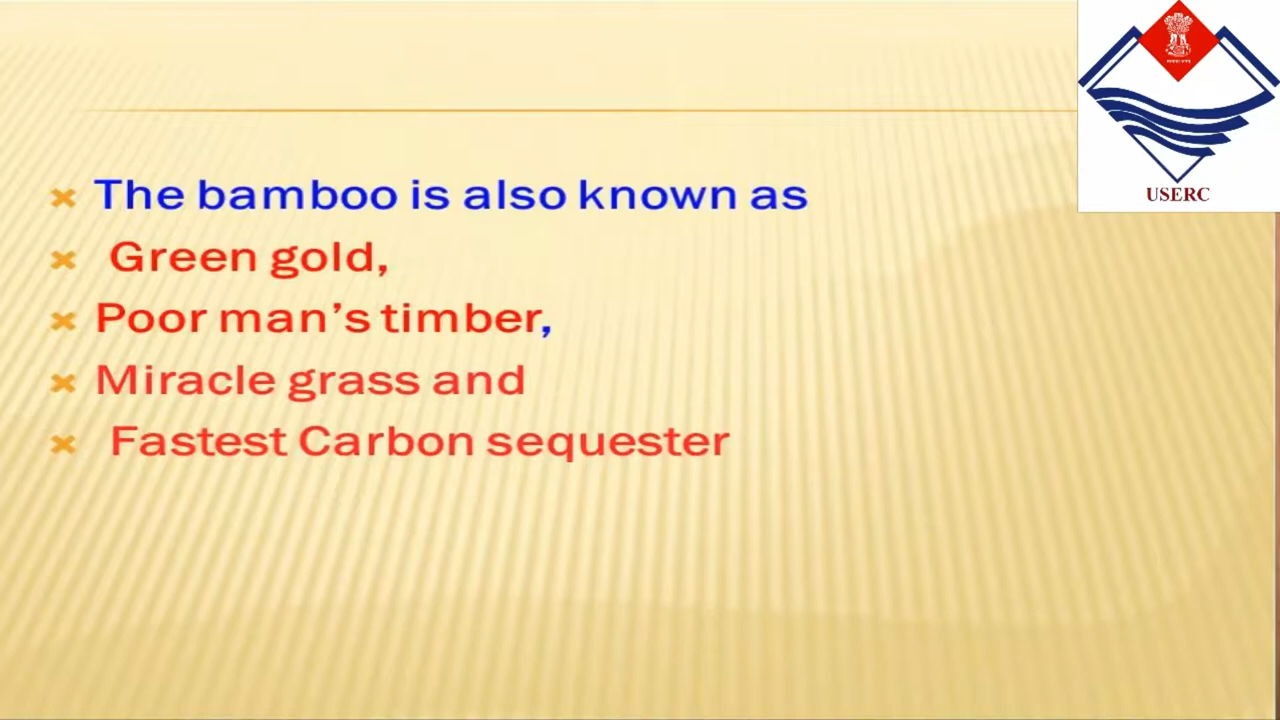 The bamboo is also known as
Green gold,
Poor man’s timber,
Miracle grass and
Fastest Carbon sequester
USERC